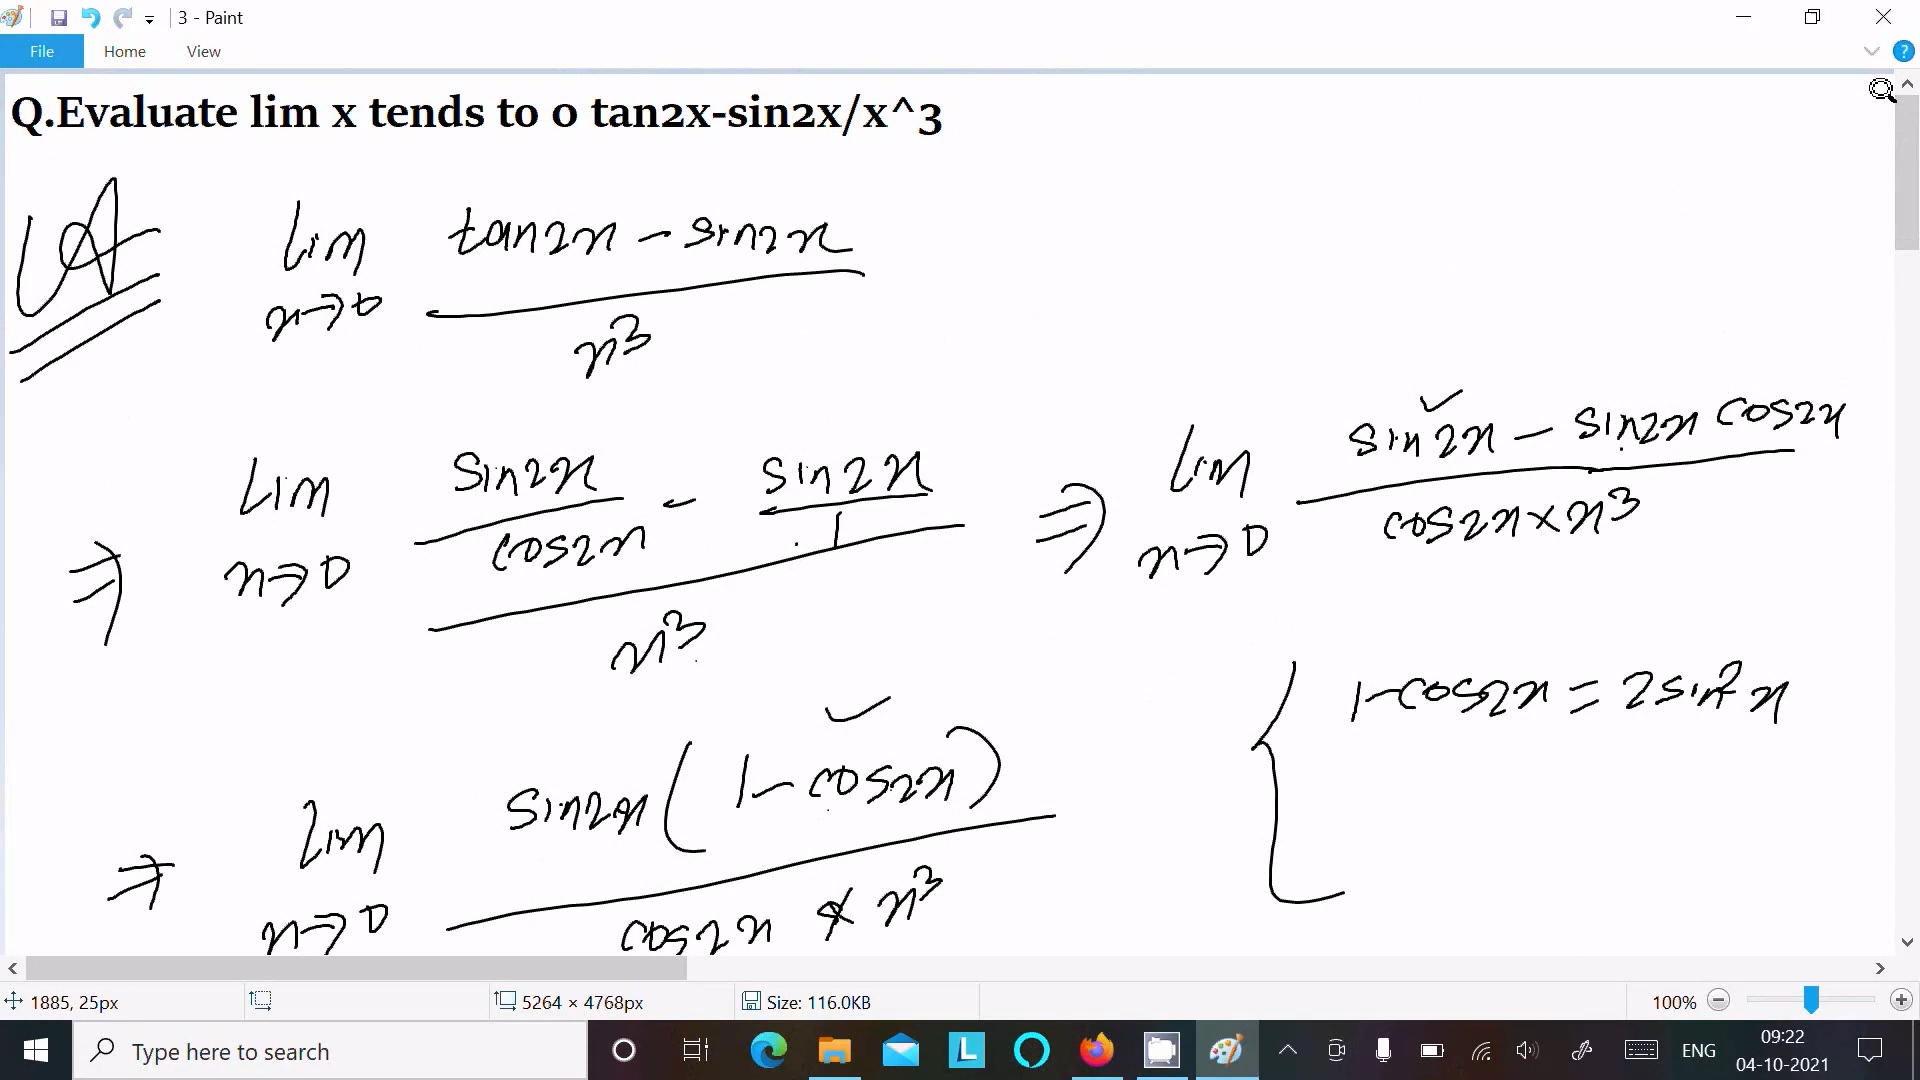 3 - Paint
File Home View
Q.Evaluate lim x tends to 0 tan2x-sin2x/x^3
lim x→0 (tan2x - sin2x) / x³
⇒ lim x→0 (sin2x/cos2x - sin2x/1) / x³ ⇒ lim x→0 (sin2x - sin2x cos2x) / (cos2x × x³)
1-cos2x = 2sin²x
⇒ lim x→0 sin2x(1-cos2x) / (cos2x × x³)
1885, 25px 5264 × 4768px Size: 116.0KB 100%
Type here to search ENG 09:22
04-10-2021